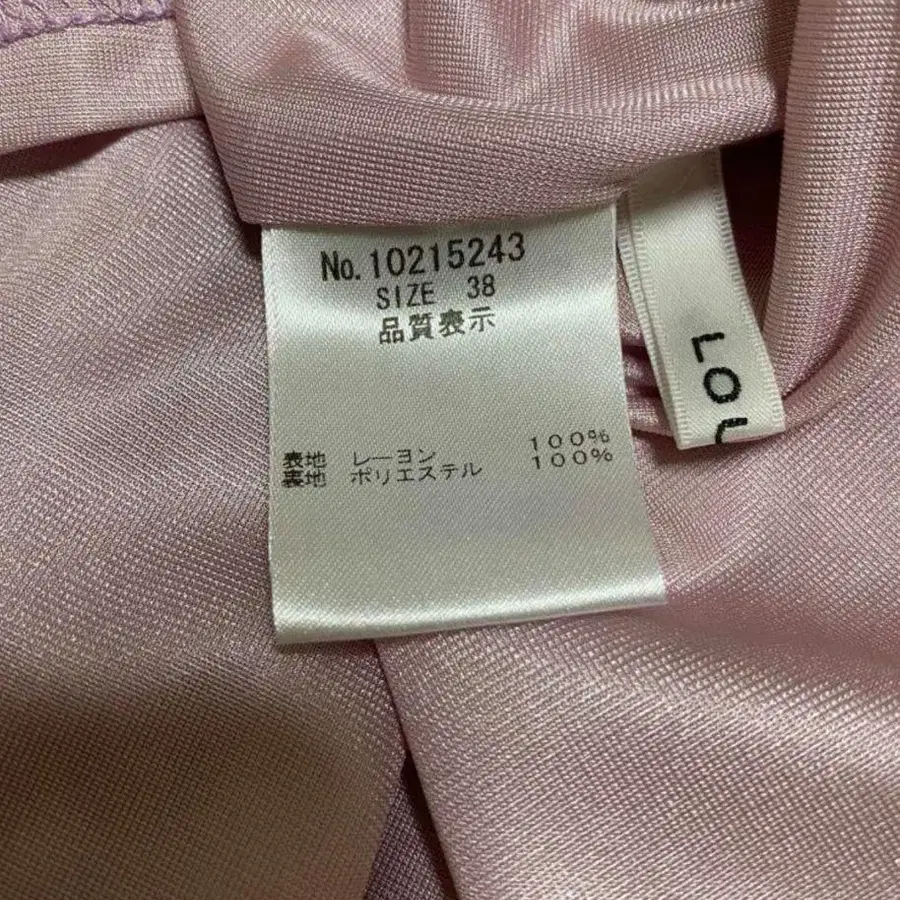 No.10215243
SIZE 38
品質表示
表地 レーヨン 100%
裏地 ポリエステル 100%
LOU